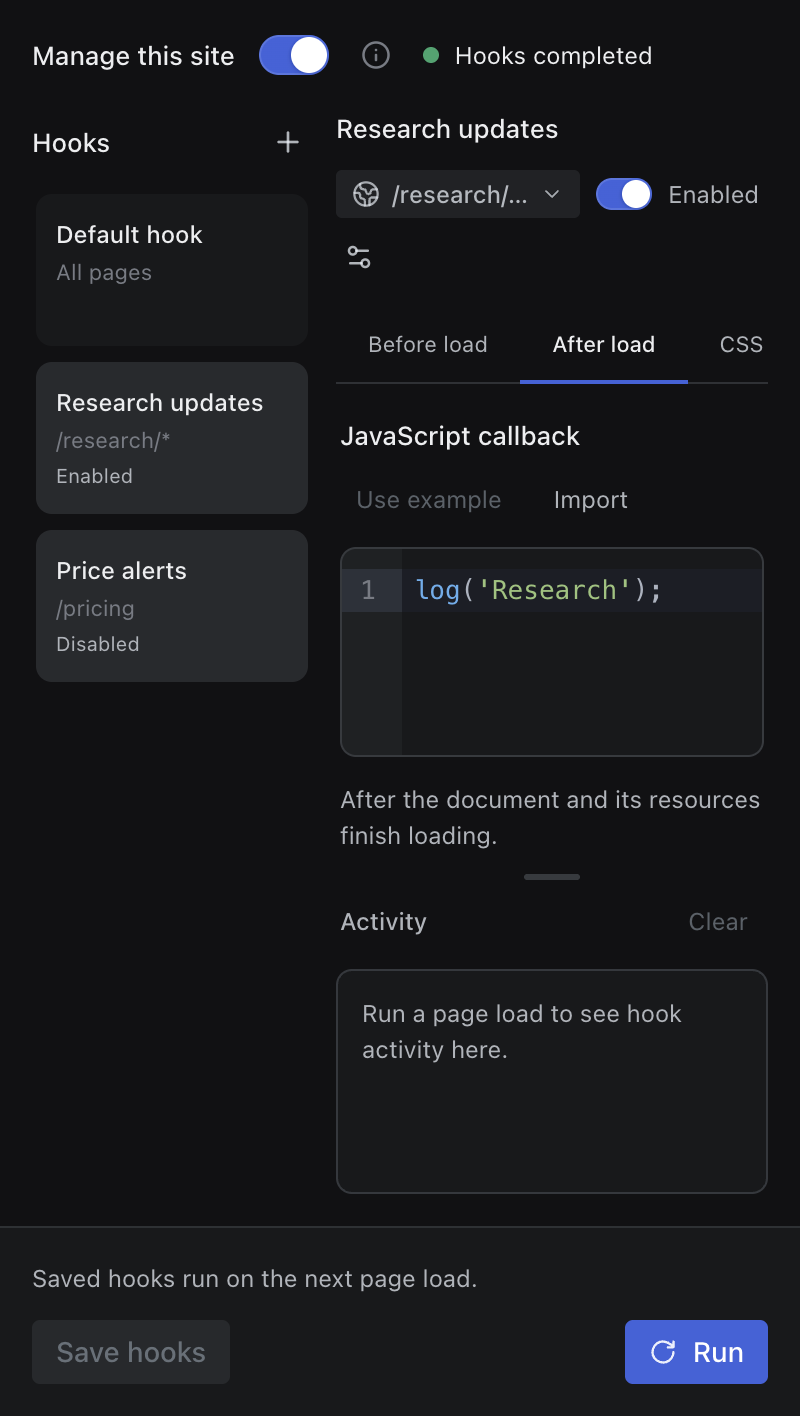 Manage this site
Hooks completed
Hooks
Default hook
All pages
Research updates
/research/*
Enabled
Price alerts
/pricing
Disabled
Research updates
/research/...
Enabled
Before load
After load
CSS
JavaScript callback
Use example
Import
1
log('Research');
After the document and its resources
finish loading.
Activity
Clear
Run a page load to see hook
activity here.
Saved hooks run on the next page load.
Save hooks
Run